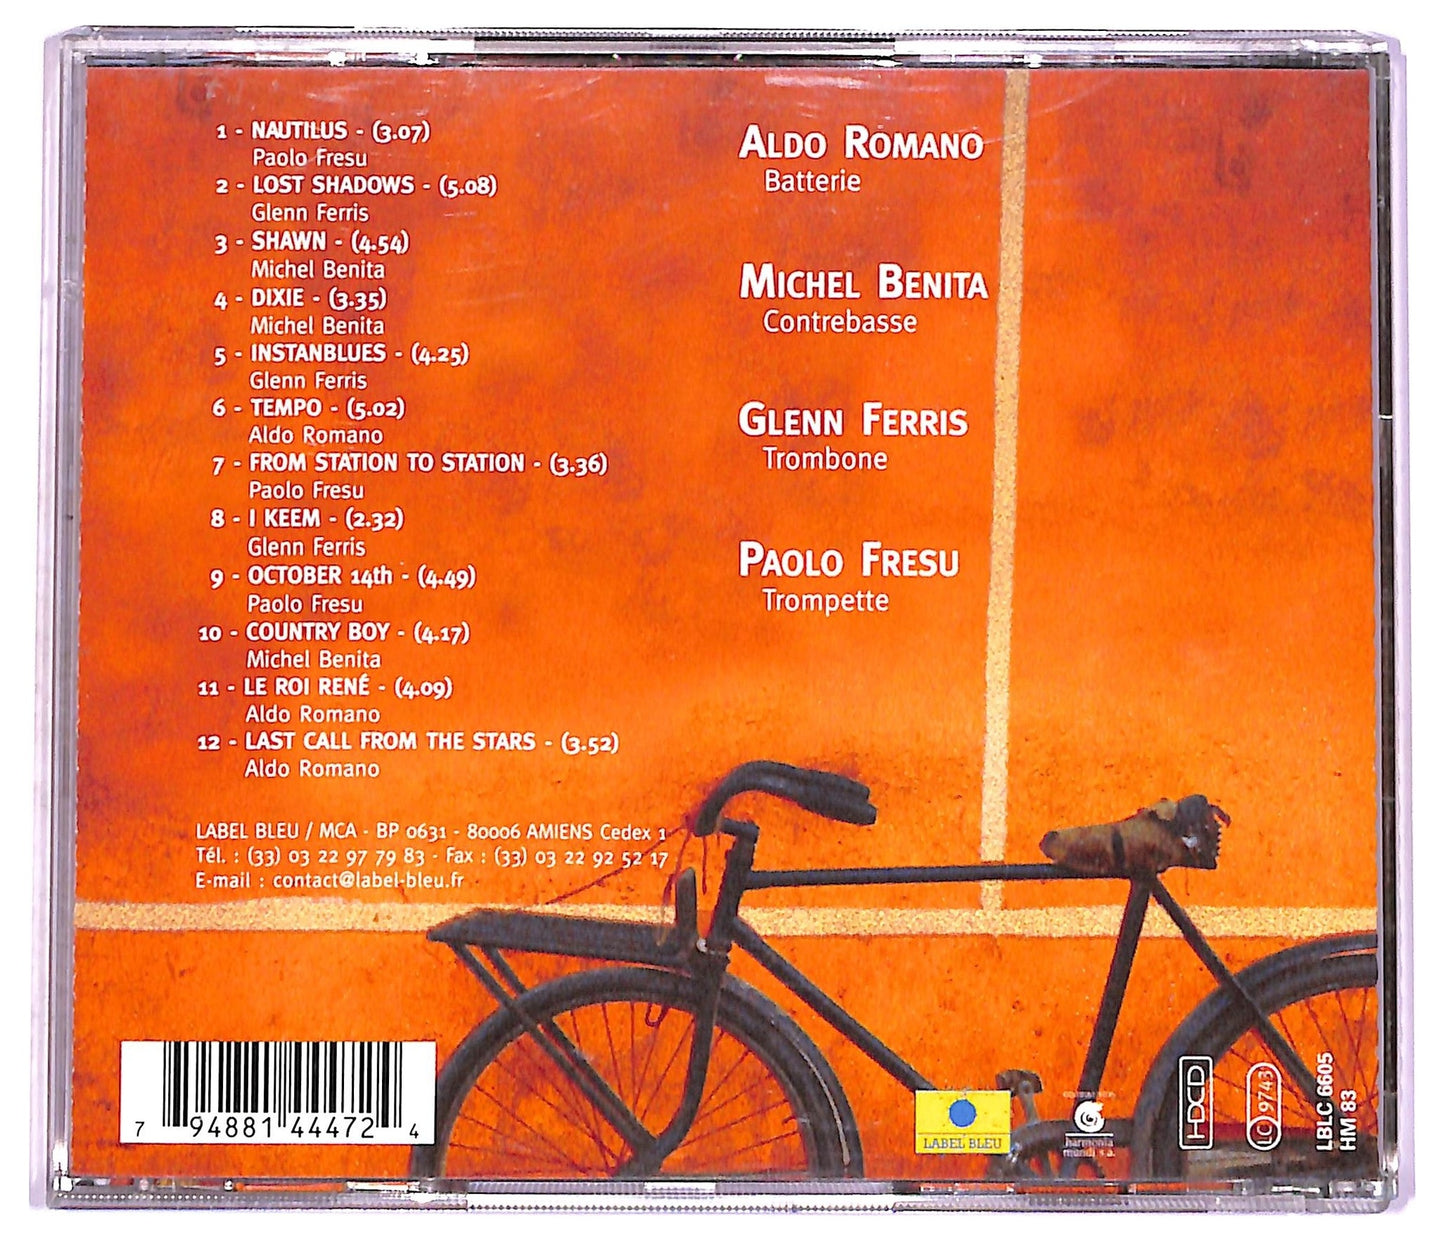 1 - NAUTILUS - (3.07)
Paolo Fresu
2 - LOST SHADOWS - (5.08)
Glenn Ferris
3 - SHAWN - (4.54)
Michel Benita
4 - DIXIE - (3.35)
Michel Benita
5 - INSTANBLUES - (4.25)
Glenn Ferris
6 - TEMPO - (5.02)
Aldo Romano
7 - FROM STATION TO STATION - (3.36)
Paolo Fresu
8 - I KEEM - (2.32)
Glenn Ferris
9 - OCTOBER 14th - (4.49)
Paolo Fresu
10 - COUNTRY BOY - (4.17)
Michel Benita
11 - LE ROI RENÉ - (4.09)
Aldo Romano
12 - LAST CALL FROM THE STARS - (3.52)
Aldo Romano
LABEL BLEU / MCA - BP 0631 - 80006 AMIENS Cedex 1
Tél. : (33) 03 22 97 79 83 - Fax : (33) 03 22 92 52 17
E-mail : contact@label-bleu.fr
ALDO ROMANO
Batterie
MICHEL BENITA
Contrebasse
GLENN FERRIS
Trombone
PAOLO FRESU
Trompette
7 94881 44472 4
LABEL BLEU
harmonia
mundi s.a.
HDCD
LC 9743
LBLC 6605
HM 83